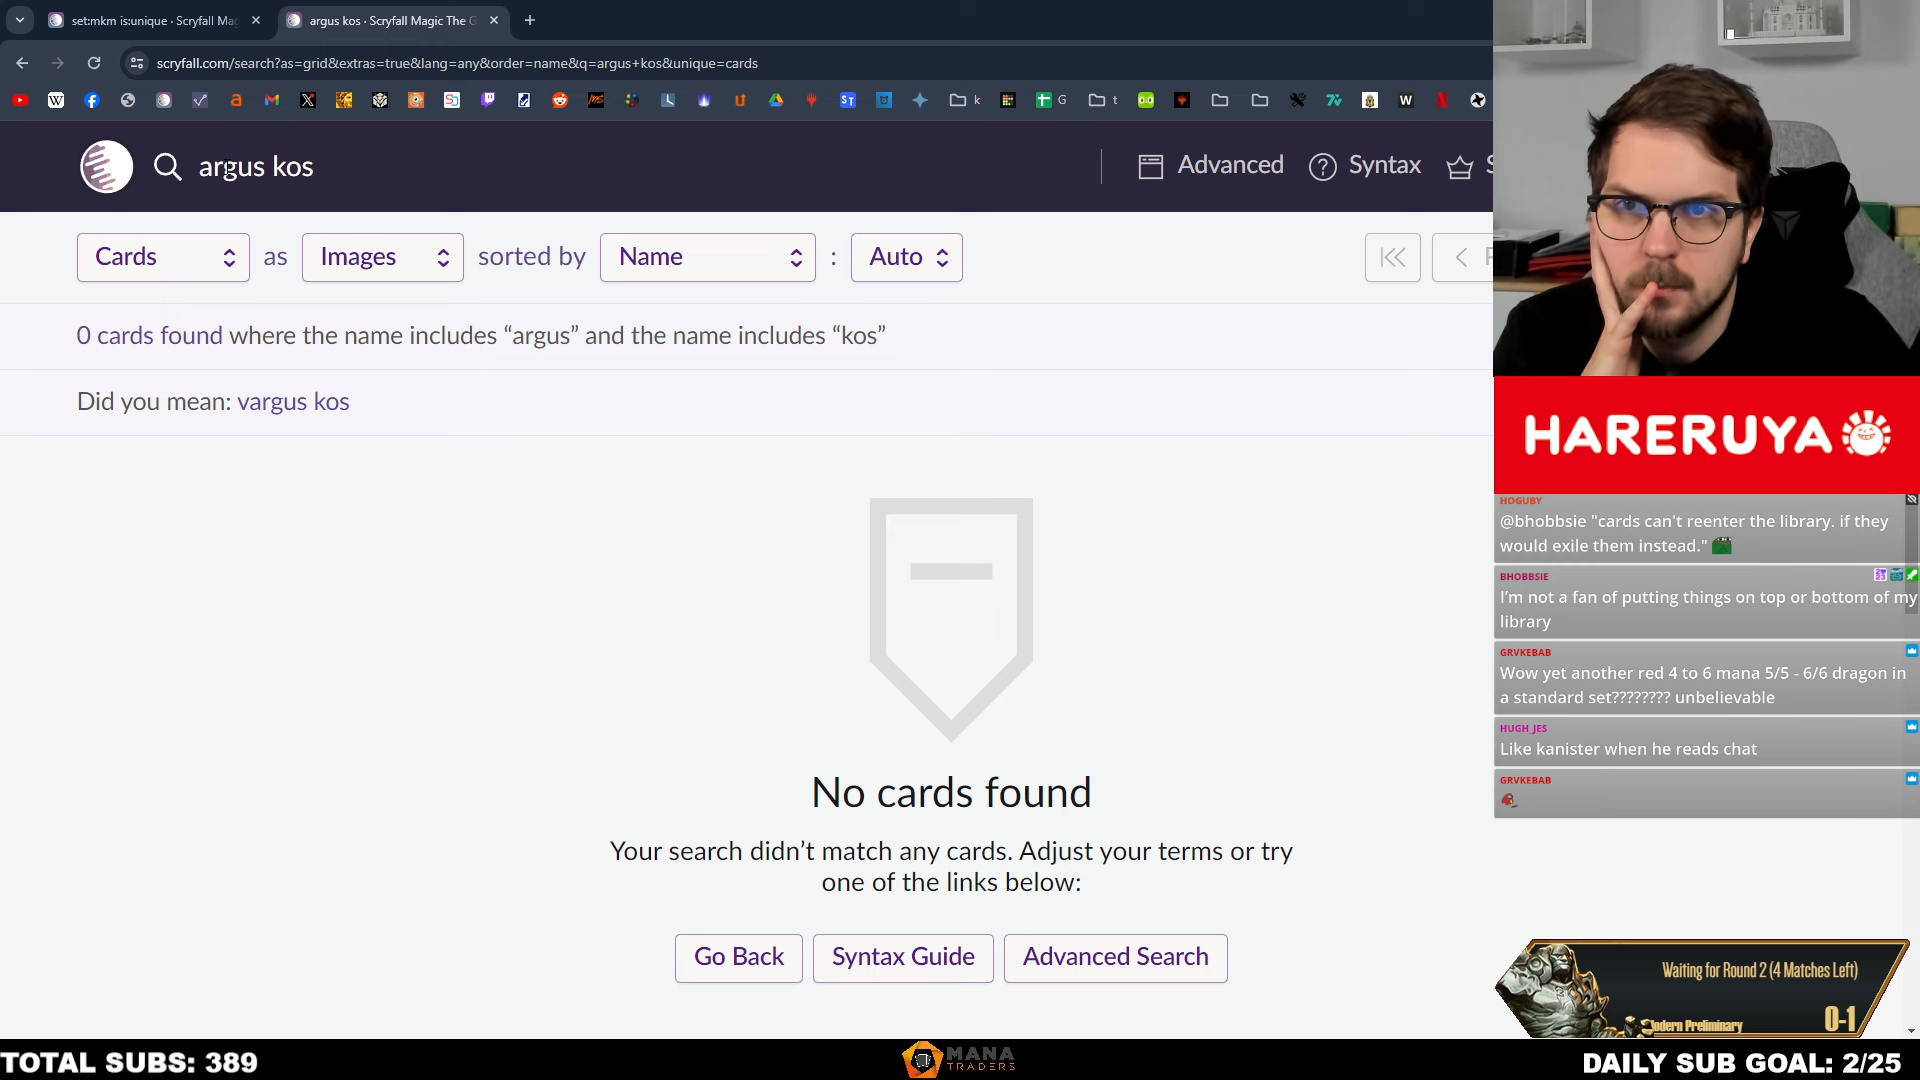 set:mkm is:unique · Scryfall Mag
argus kos · Scryfall Magic The G
scryfall.com/search?as=grid&extras=true&lang=any&order=name&q=argus+kos&unique=cards
k
G
t
argus kos
Advanced
Syntax
S
Cards
as
Images
sorted by
Name
:
Auto
0 cards found where the name includes “argus” and the name includes “kos”
Did you mean: vargus kos
No cards found
Your search didn’t match any cards. Adjust your terms or try
one of the links below:
Go Back
Syntax Guide
Advanced Search
HARERUYA
HOGUBY
@bhobbsie "cards can't reenter the library. if they
would exile them instead."
BHOBBSIE
I’m not a fan of putting things on top or bottom of my
library
GRVKEBAB
Wow yet another red 4 to 6 mana 5/5 - 6/6 dragon in
a standard set???????? unbelievable
HUGH_JES
Like kanister when he reads chat
GRVKEBAB
Waiting for Round 2 (4 Matches Left)
Modern Preliminary
0-1
TOTAL SUBS: 389
MANA
TRADERS
DAILY SUB GOAL: 2/25